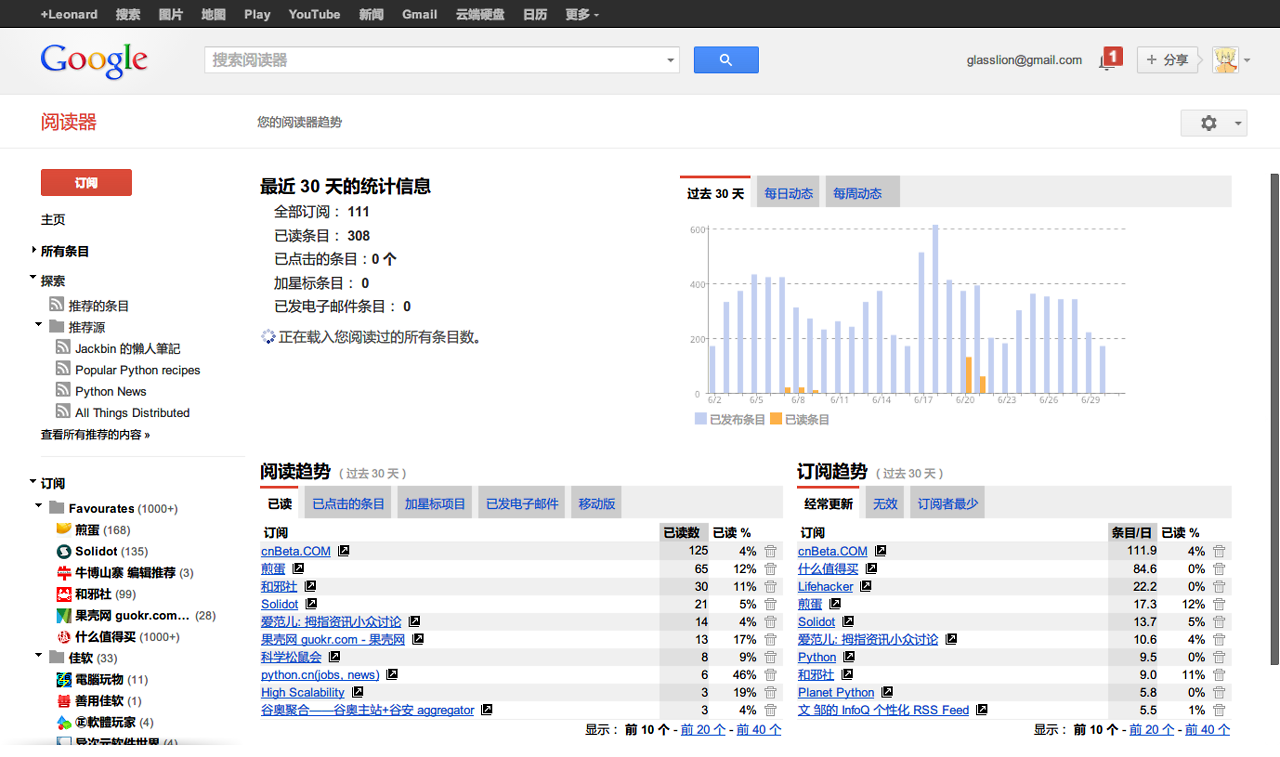 +Leonard 搜索 图片 地图 Play YouTube 新闻 Gmail 云端硬盘 日历 更多
Google 搜索阅读器 glasslion@gmail.com 1 + 分享
阅读器 您的阅读器趋势
订阅
主页
所有条目
探索
推荐的条目
推荐源
Jackbin 的懒人筆記
Popular Python recipes
Python News
All Things Distributed
查看所有推荐的内容 »
订阅
Favourates (1000+)
煎蛋 (168)
Solidot (135)
牛博山寨 编辑推荐 (3)
和邪社 (99)
果壳网 guokr.com… (28)
什么值得买 (1000+)
佳软 (33)
電腦玩物 (11)
善用佳软 (1)
㊣軟體玩家 (4)
异次元软件世界 (4)
最近 30 天的统计信息
全部订阅： 111
已读条目： 308
已点击的条目：0 个
加星标条目： 0
已发电子邮件条目： 0
正在载入您阅读过的所有条目数。
过去 30 天 每日动态 每周动态
600
400
200
0
6/2 6/5 6/8 6/11 6/14 6/17 6/20 6/23 6/26 6/29
已发布条目 已读条目
阅读趋势 （过去 30 天）
已读 已点击的条目 加星标项目 已发电子邮件 移动版
订阅 已读数 已读 %
cnBeta.COM 125 4%
煎蛋 65 12%
和邪社 30 11%
Solidot 21 5%
爱范儿· 拇指资讯小众讨论 14 4%
果壳网 guokr.com - 果壳网 13 17%
科学松鼠会 8 9%
python.cn(jobs, news) 6 46%
High Scalability 3 19%
谷奥聚合——谷奥主站+谷安 aggregator 3 4%
显示： 前 10 个 - 前 20 个 - 前 40 个
订阅趋势 （过去 30 天）
经常更新 无效 订阅者最少
订阅 条目/日 已读 %
cnBeta.COM 111.9 4%
什么值得买 84.6 0%
Lifehacker 22.2 0%
煎蛋 17.3 12%
Solidot 13.7 5%
爱范儿· 拇指资讯小众讨论 10.6 4%
Python 9.5 0%
和邪社 9.0 11%
Planet Python 5.8 0%
文 邹的 InfoQ 个性化 RSS Feed 5.5 1%
显示： 前 10 个 - 前 20 个 - 前 40 个